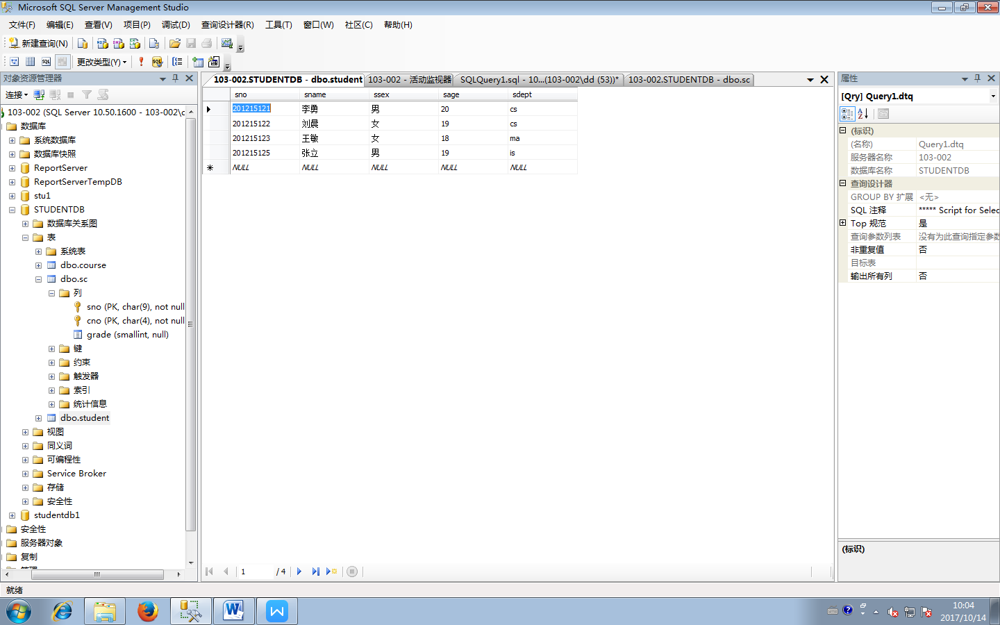 Microsoft SQL Server Management Studio
文件(F) 编辑(E) 查看(V) 项目(P) 调试(D) 查询设计器(R) 工具(T) 窗口(W) 社区(C) 帮助(H)
新建查询(N)
更改类型(Y)
对象资源管理器
连接
103-002 (SQL Server 10.50.1600 - 103-002\
数据库
系统数据库
数据库快照
ReportServer
ReportServerTempDB
stu1
STUDENTDB
数据库关系图
表
系统表
dbo.course
dbo.sc
列
sno (PK, char(9), not null
cno (PK, char(4), not null
grade (smallint, null)
键
约束
触发器
索引
统计信息
dbo.student
视图
同义词
可编程性
Service Broker
存储
安全性
studentdb1
安全性
服务器对象
复制
103-002.STUDENTDB - dbo.student 103-002 - 活动监视器 SQLQuery1.sql - 10...(103-002\dd (53))* 103-002.STUDENTDB - dbo.sc
sno sname ssex sage sdept
201215121 李勇 男 20 cs
201215122 刘晨 女 19 cs
201215123 王敏 女 18 ma
201215125 张立 男 19 is
NULL NULL NULL NULL NULL
1 / 4
属性
[Qry] Query1.dtq
(标识)
(名称) Query1.dtq
服务器名称 103-002
数据库名称 STUDENTDB
查询设计器
GROUP BY 扩展 <无>
SQL 注释 ***** Script for Selec
Top 规范 是
查询参数列表 没有为此查询指定参数
非重复值 否
目标表
输出所有列 否
(标识)
就绪
10:04
2017/10/14